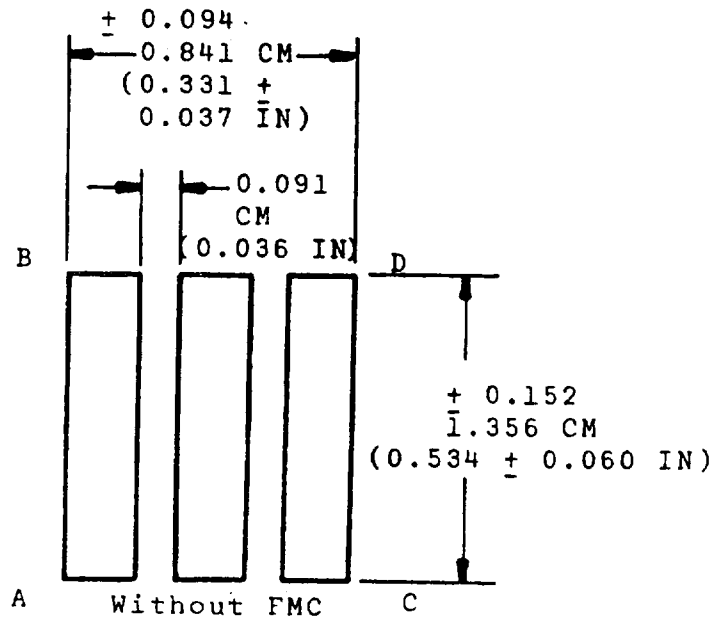 ± 0.094
0.841 CM
(0.331 ±
0.037 IN)
0.091
CM
(0.036 IN)
B
D
± 0.152
1.356 CM
(0.534 ± 0.060 IN)
A
Without FMC
C